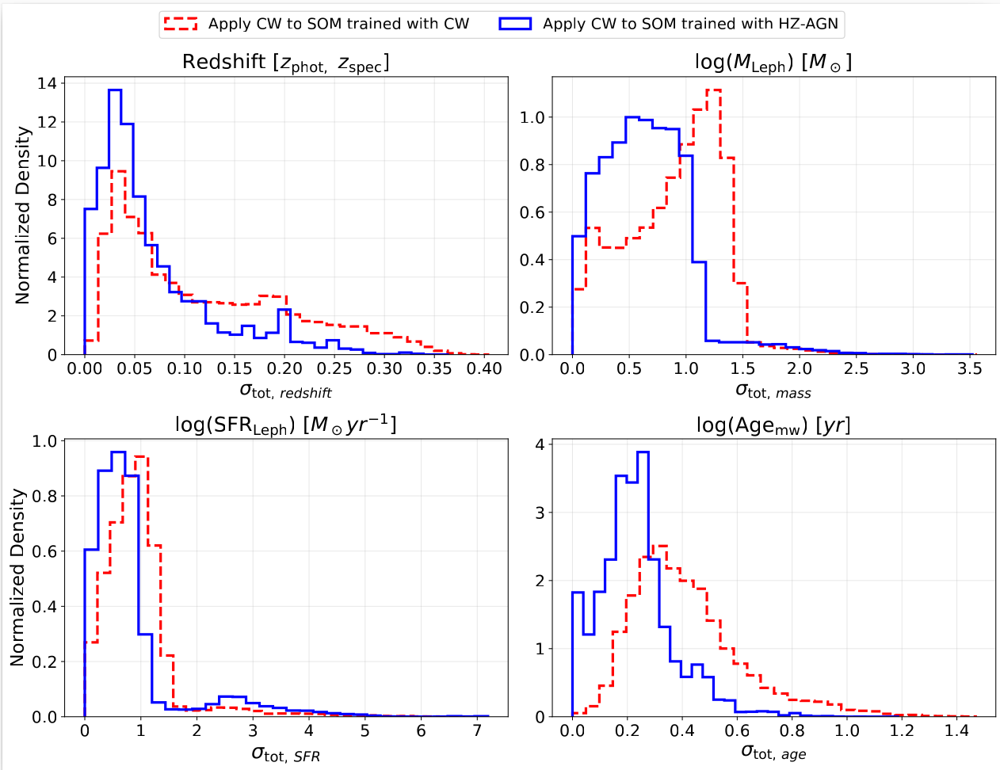 Apply CW to SOM trained with CW Apply CW to SOM trained with HZ-AGN
Redshift [z_phot, z_spec]
Normalized Density
14
12
10
8
6
4
2
0
0.00 0.05 0.10 0.15 0.20 0.25 0.30 0.35 0.40
σ_tot, redshift
log(M_Leph) [M_⊙]
1.0
0.8
0.6
0.4
0.2
0.0
0.0 0.5 1.0 1.5 2.0 2.5 3.0 3.5
σ_tot, mass
log(SFR_Leph) [M_⊙yr⁻¹]
Normalized Density
1.0
0.8
0.6
0.4
0.2
0.0
0 1 2 3 4 5 6 7
σ_tot, SFR
log(Age_mw) [yr]
4
3
2
1
0
0.0 0.2 0.4 0.6 0.8 1.0 1.2 1.4
σ_tot, age